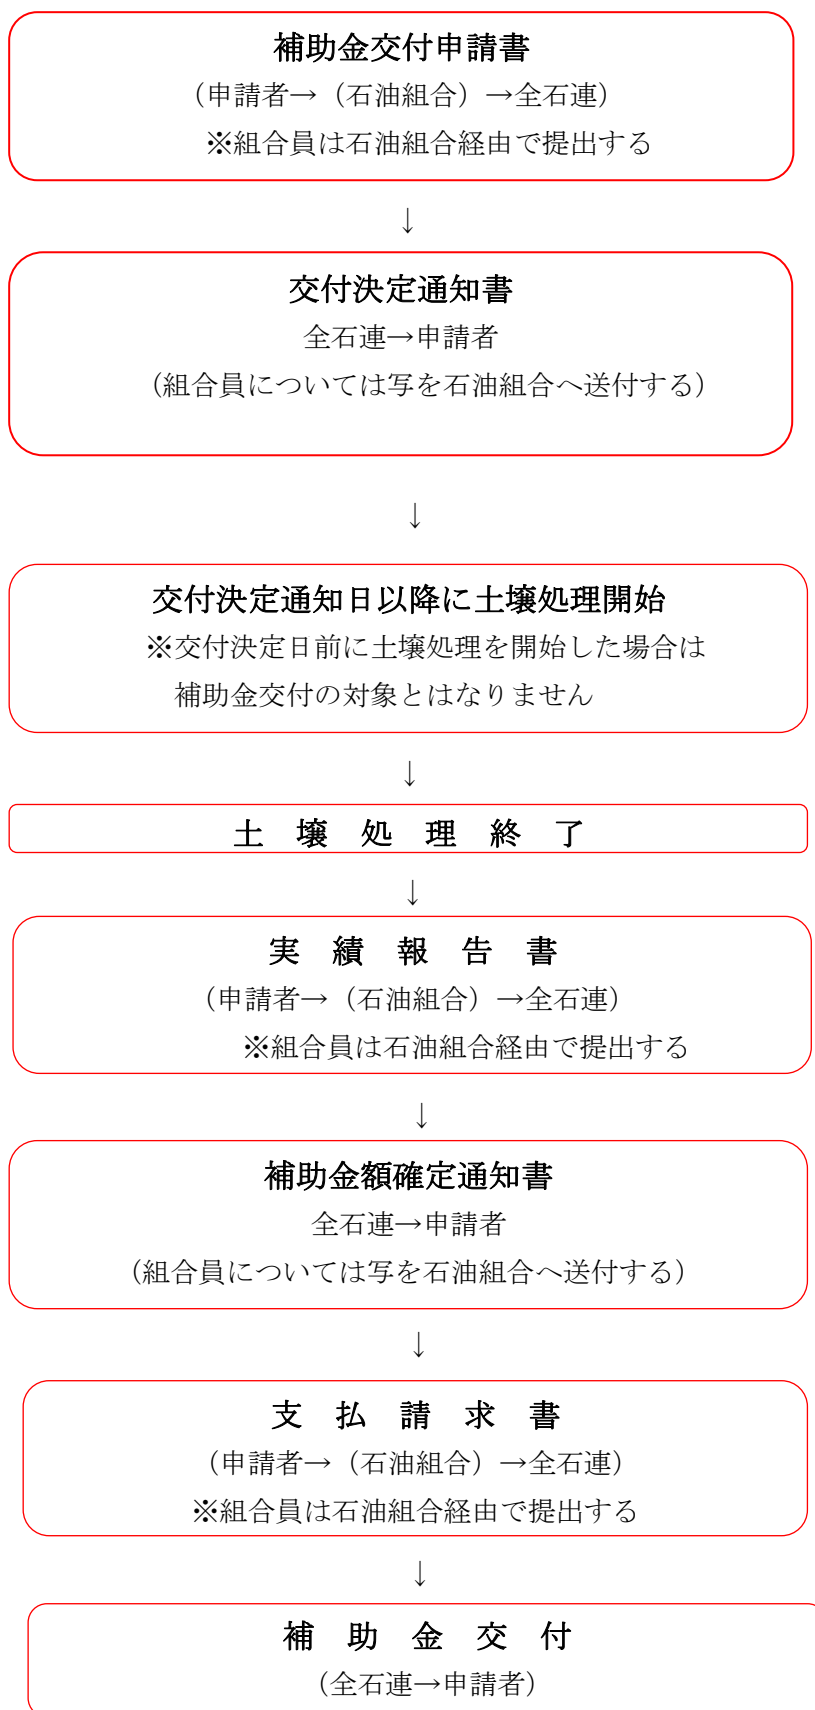 補助金交付申請書
（申請者→（石油組合）→全石連）
※組合員は石油組合経由で提出する
↓
交付決定通知書
全石連→申請者
（組合員については写を石油組合へ送付する）
↓
交付決定通知日以降に土壌処理開始
※交付決定日前に土壌処理を開始した場合は
補助金交付の対象とはなりません
↓
土　壌　処　理　終　了
↓
実　績　報　告　書
（申請者→（石油組合）→全石連）
※組合員は石油組合経由で提出する
↓
補助金額確定通知書
全石連→申請者
（組合員については写を石油組合へ送付する）
↓
支　払　請　求　書
（申請者→（石油組合）→全石連）
※組合員は石油組合経由で提出する
↓
補　助　金　交　付
（全石連→申請者）